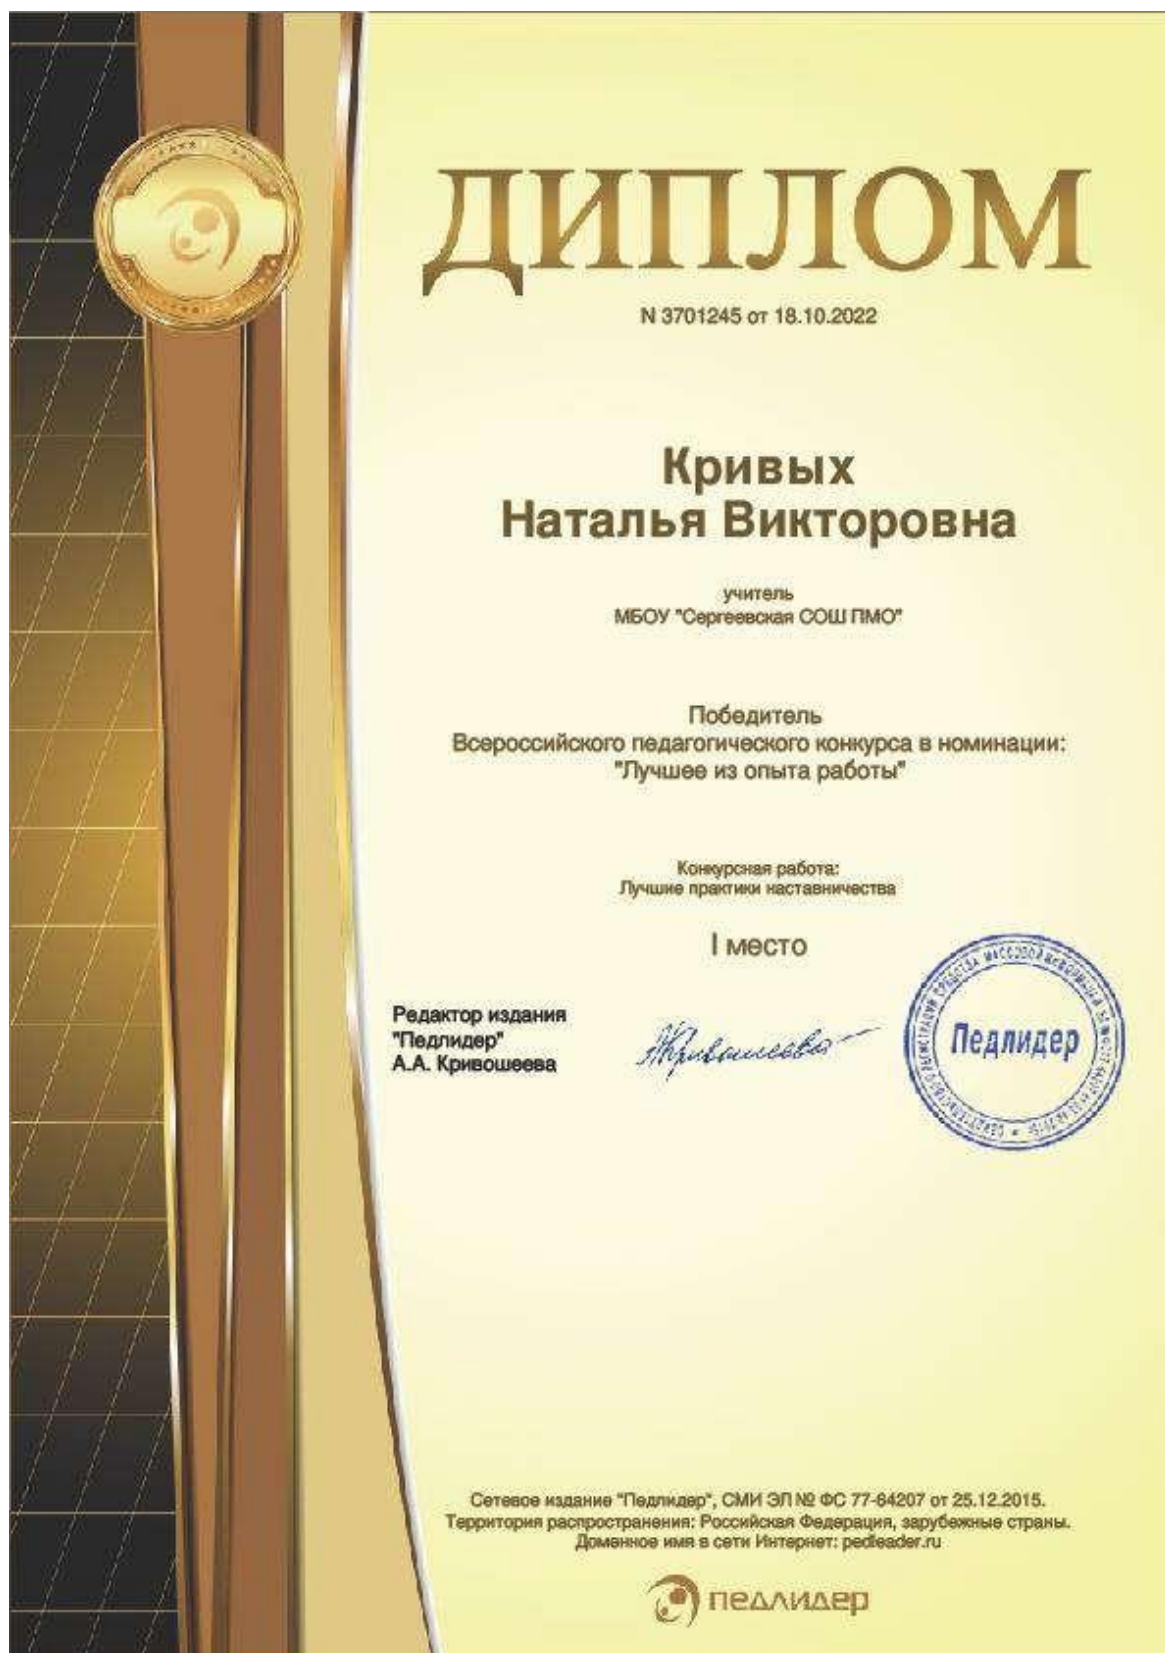 ДИПЛОМ
N 3701245 от 18.10.2022
Кривых
Наталья Викторовна
учитель
МБОУ "Сергеевская СОШ ПМО"
Победитель
Всероссийского педагогического конкурса в номинации:
"Лучшее из опыта работы"
Конкурсная работа:
Лучшие практики наставничества
I место
Редактор издания
"Педлидер"
А.А. Кривошеева
Педлидер
Сетевое издание "Педлидер", СМИ ЭЛ № ФС 77-64207 от 25.12.2015.
Территория распространения: Российская Федерация, зарубежные страны.
Доменное имя в сети Интернет: pedleader.ru
педлидер